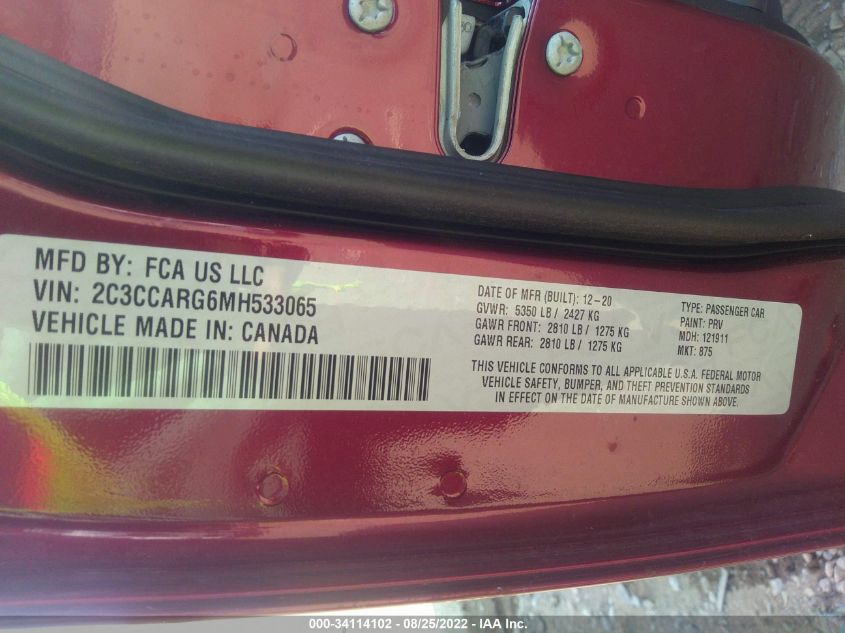 MFD BY: FCA US LLC
VIN: 2C3CCARG6MH533065
VEHICLE MADE IN: CANADA
DATE OF MFR (BUILT): 12-20
GVWR: 5350 LB / 2427 KG
GAWR FRONT: 2810 LB / 1275 KG
GAWR REAR: 2810 LB / 1275 KG
TYPE: PASSENGER CAR
PAINT: PRV
MDH: 121911
MKT: 875
THIS VEHICLE CONFORMS TO ALL APPLICABLE U.S.A. FEDERAL MOTOR
VEHICLE SAFETY, BUMPER, AND THEFT PREVENTION STANDARDS
IN EFFECT ON THE DATE OF MANUFACTURE SHOWN ABOVE.
000-34114102 - 08/25/2022 - IAA Inc.